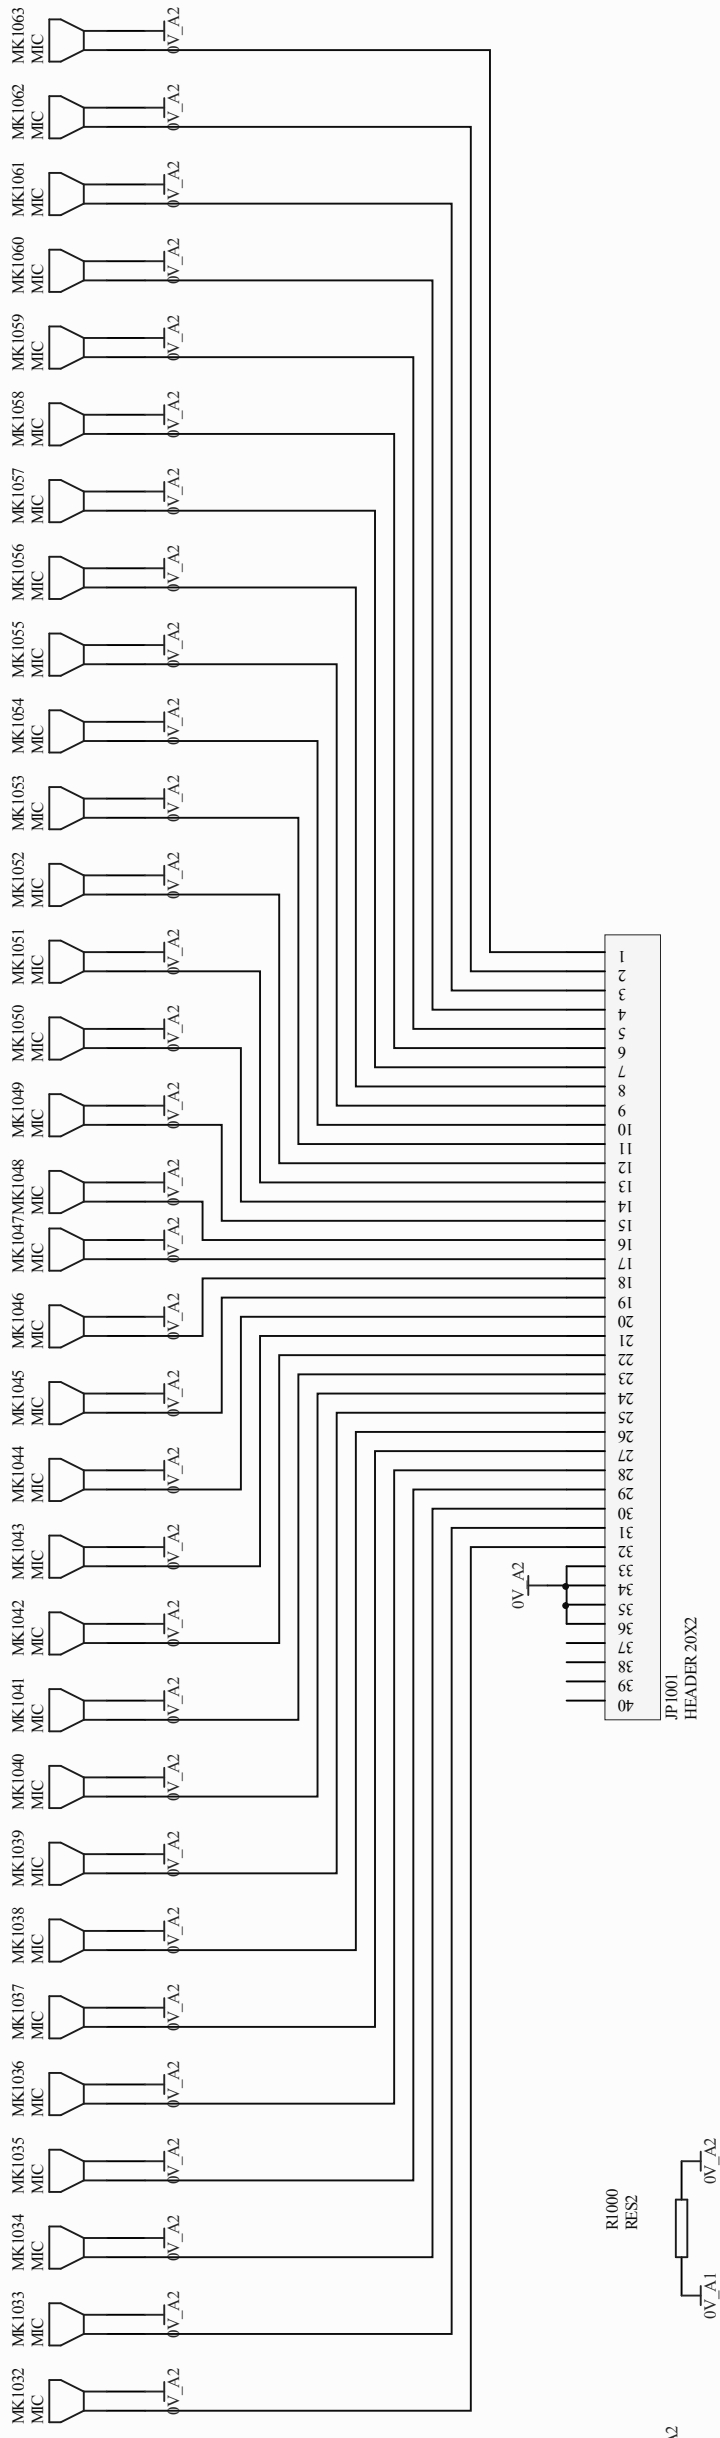 MK1063
MIC
0V_A2
MK1062
MIC
0V_A2
MK1061
MIC
0V_A2
MK1060
MIC
0V_A2
MK1059
MIC
0V_A2
MK1058
MIC
0V_A2
MK1057
MIC
0V_A2
MK1056
MIC
0V_A2
MK1055
MIC
0V_A2
MK1054
MIC
0V_A2
MK1053
MIC
0V_A2
MK1052
MIC
0V_A2
MK1051
MIC
0V_A2
MK1050
MIC
0V_A2
MK1049
MIC
0V_A2
MK1048
MIC
0V_A2
MK1047
MIC
0V_A2
MK1046
MIC
0V_A2
MK1045
MIC
0V_A2
MK1044
MIC
0V_A2
MK1043
MIC
0V_A2
MK1042
MIC
0V_A2
MK1041
MIC
0V_A2
MK1040
MIC
0V_A2
MK1039
MIC
0V_A2
MK1038
MIC
0V_A2
MK1037
MIC
0V_A2
MK1036
MIC
0V_A2
MK1035
MIC
0V_A2
MK1034
MIC
0V_A2
MK1033
MIC
0V_A2
MK1032
MIC
0V_A2
1
2
3
4
5
6
7
8
9
10
11
12
13
14
15
16
17
18
19
20
21
22
23
24
25
26
27
28
29
30
31
32
33
34
35
36
37
38
39
40
0V_A2
JP1001
HEADER 20X2
R1000
RES2
0V_A2
0V_A1
A2